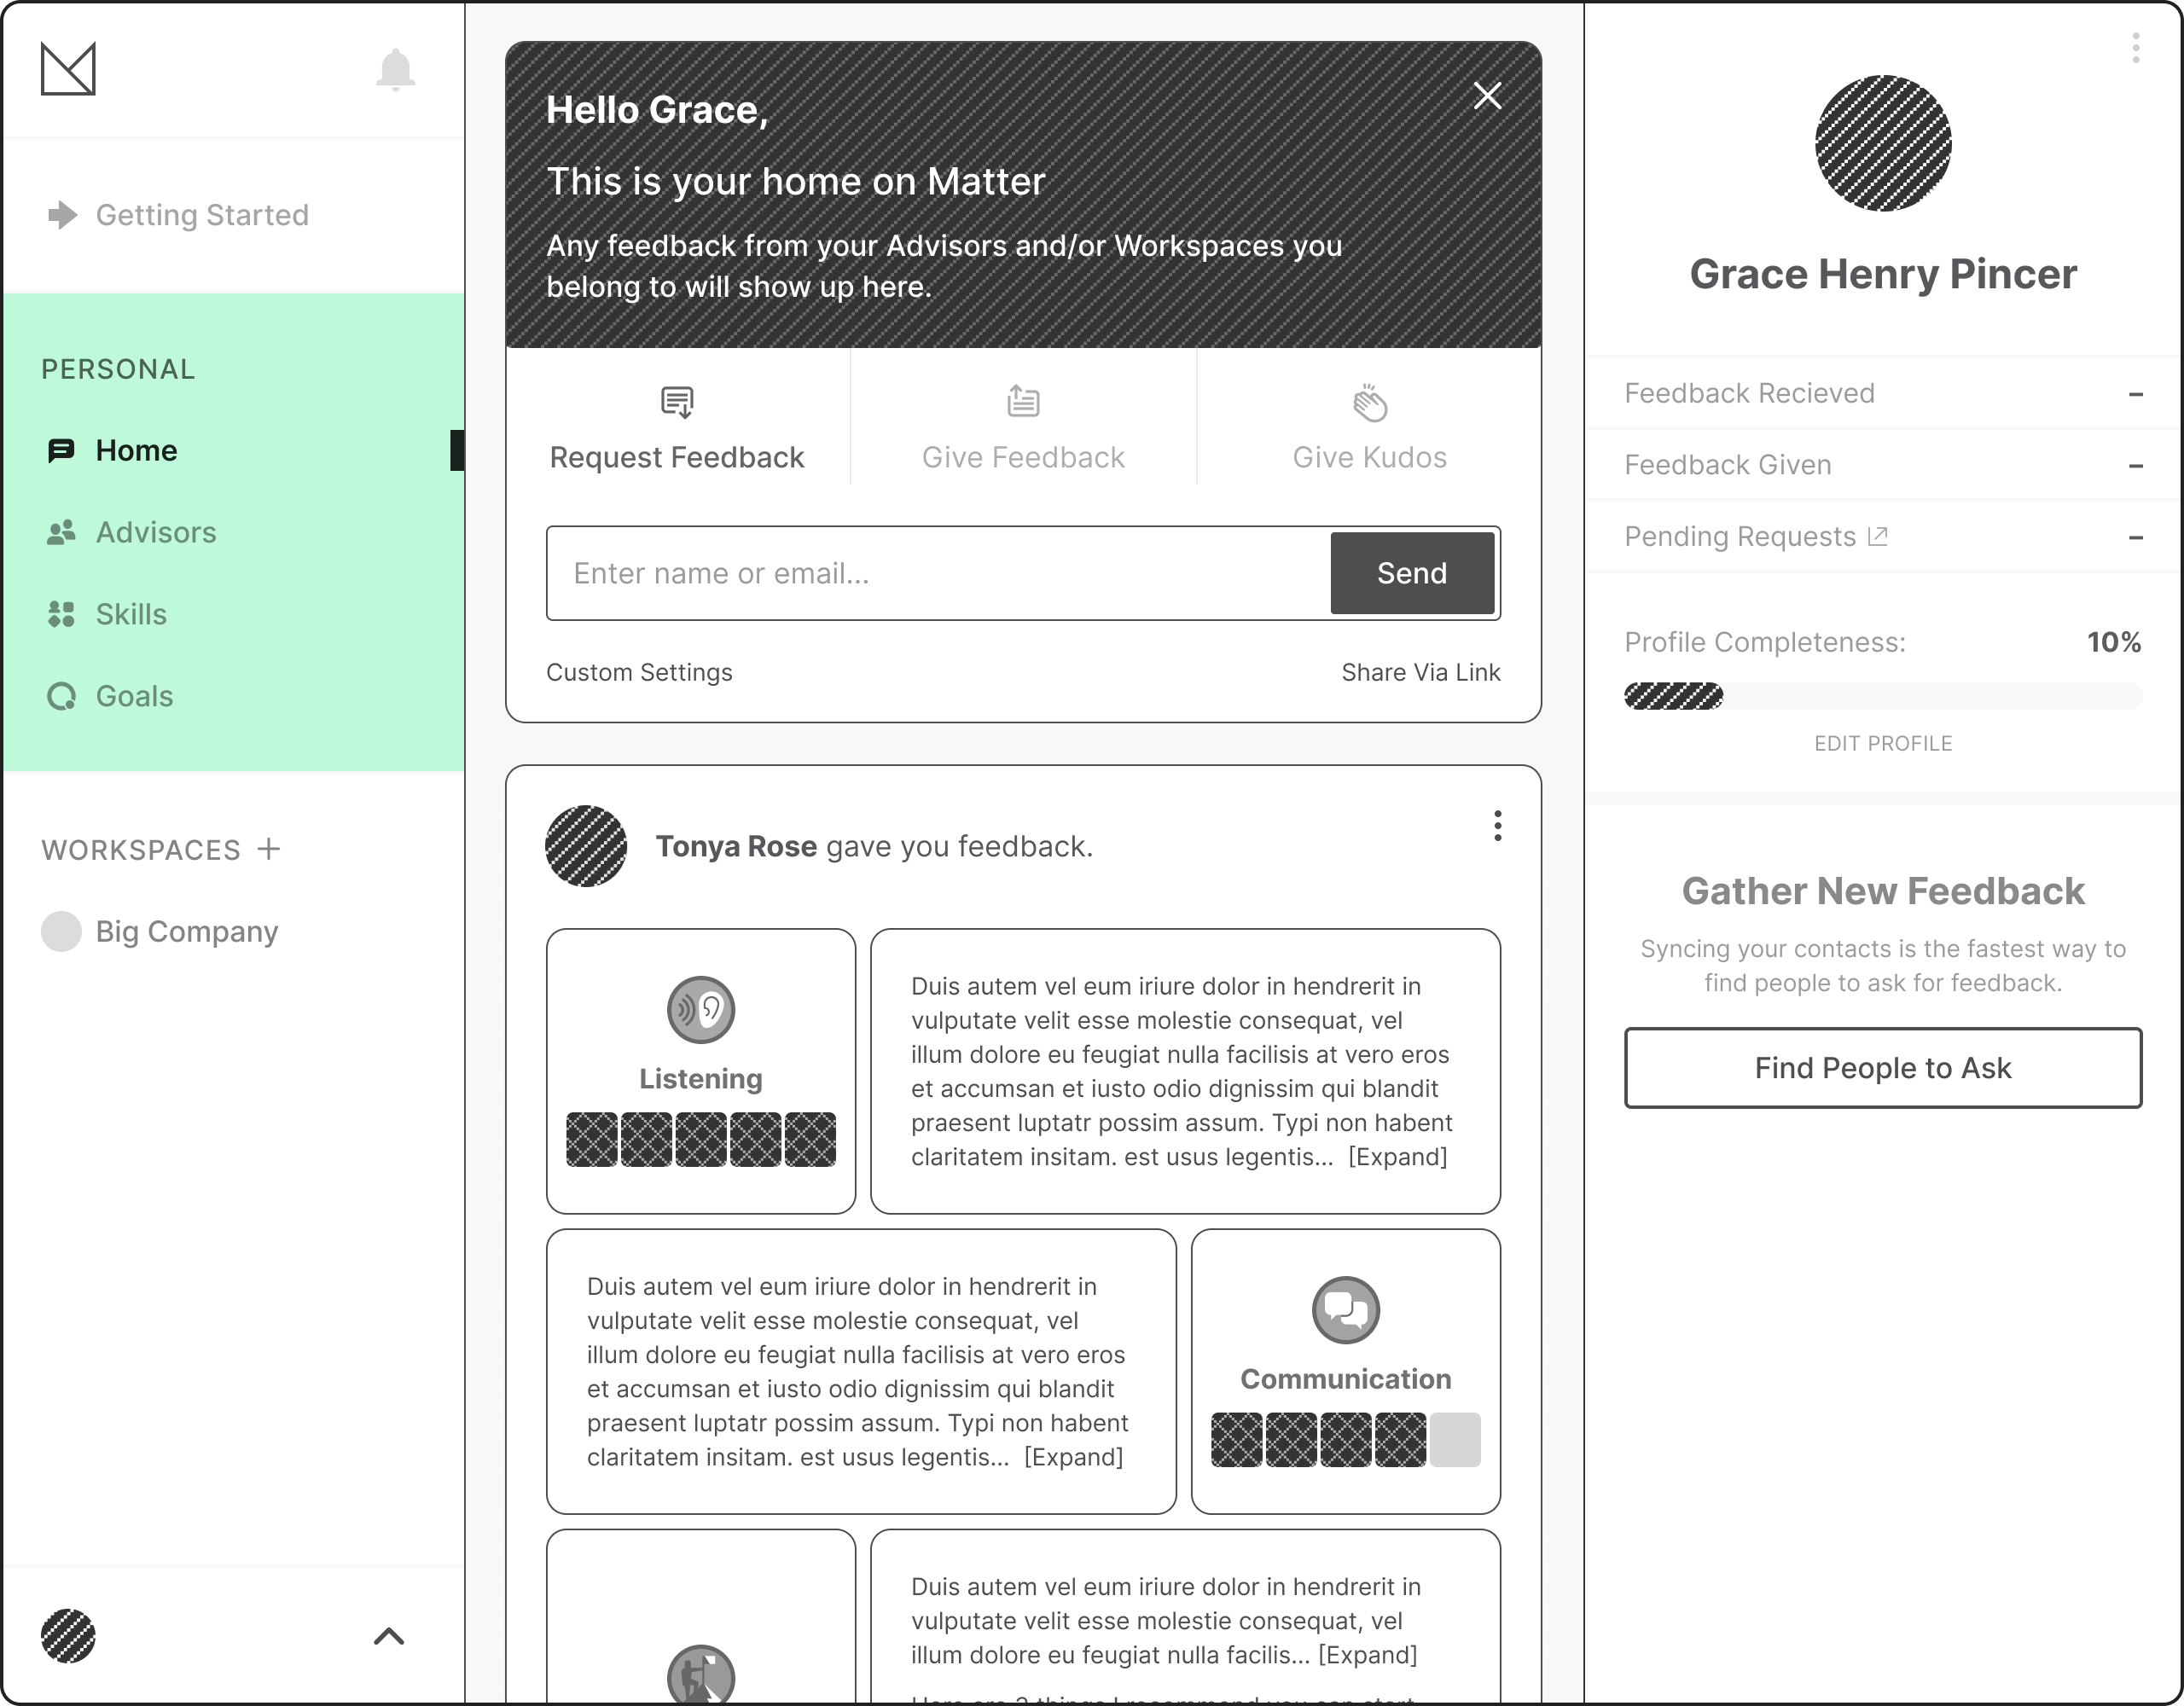 Getting Started
PERSONAL
Home
Advisors
Skills
Goals
WORKSPACES +
Big Company
Hello Grace,
This is your home on Matter
Any feedback from your Advisors and/or Workspaces you
belong to will show up here.
Request Feedback
Give Feedback
Give Kudos
Enter name or email...
Send
Custom Settings
Share Via Link
Tonya Rose gave you feedback.
Listening
Duis autem vel eum iriure dolor in hendrerit in
vulputate velit esse molestie consequat, vel
illum dolore eu feugiat nulla facilisis at vero eros
et accumsan et iusto odio dignissim qui blandit
praesent luptatr possim assum. Typi non habent
claritatem insitam. est usus legentis... [Expand]
Duis autem vel eum iriure dolor in hendrerit in
vulputate velit esse molestie consequat, vel
illum dolore eu feugiat nulla facilisis at vero eros
et accumsan et iusto odio dignissim qui blandit
praesent luptatr possim assum. Typi non habent
claritatem insitam. est usus legentis... [Expand]
Communication
Duis autem vel eum iriure dolor in hendrerit in
vulputate velit esse molestie consequat, vel
illum dolore eu feugiat nulla facilis... [Expand]
Here are 3 things I recommend you can start
Grace Henry Pincer
Feedback Recieved –
Feedback Given –
Pending Requests –
Profile Completeness: 10%
EDIT PROFILE
Gather New Feedback
Syncing your contacts is the fastest way to
find people to ask for feedback.
Find People to Ask